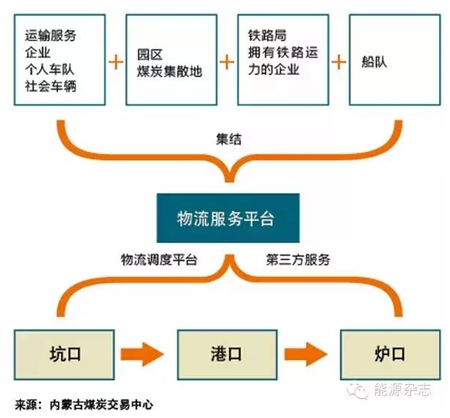 运输服务
企业
个人车队
社会车辆
+
园区
煤炭集散地
+
铁路局
拥有铁路运
力的企业
+
船队
集结
物流服务平台
物流调度平台
第三方服务
坑口
港口
炉口
来源：内蒙古煤炭交易中心
能源杂志